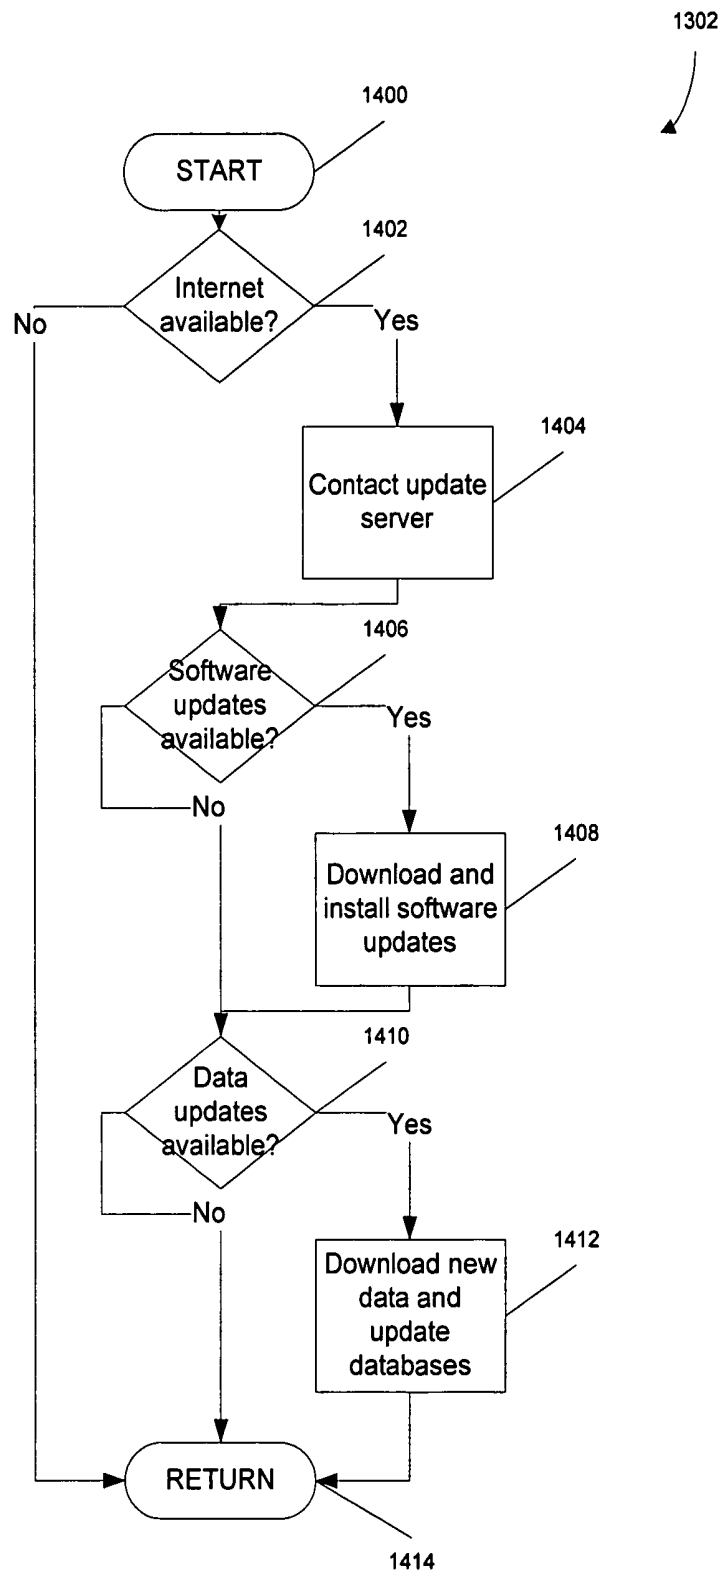 1302
1400
START
1402
Internet
available?
No
Yes
1404
Contact update
server
1406
Software
updates
available?
Yes
No
1408
Download and
install software
updates
1410
Data
updates
available?
Yes
No
1412
Download new
data and
update
databases
RETURN
1414